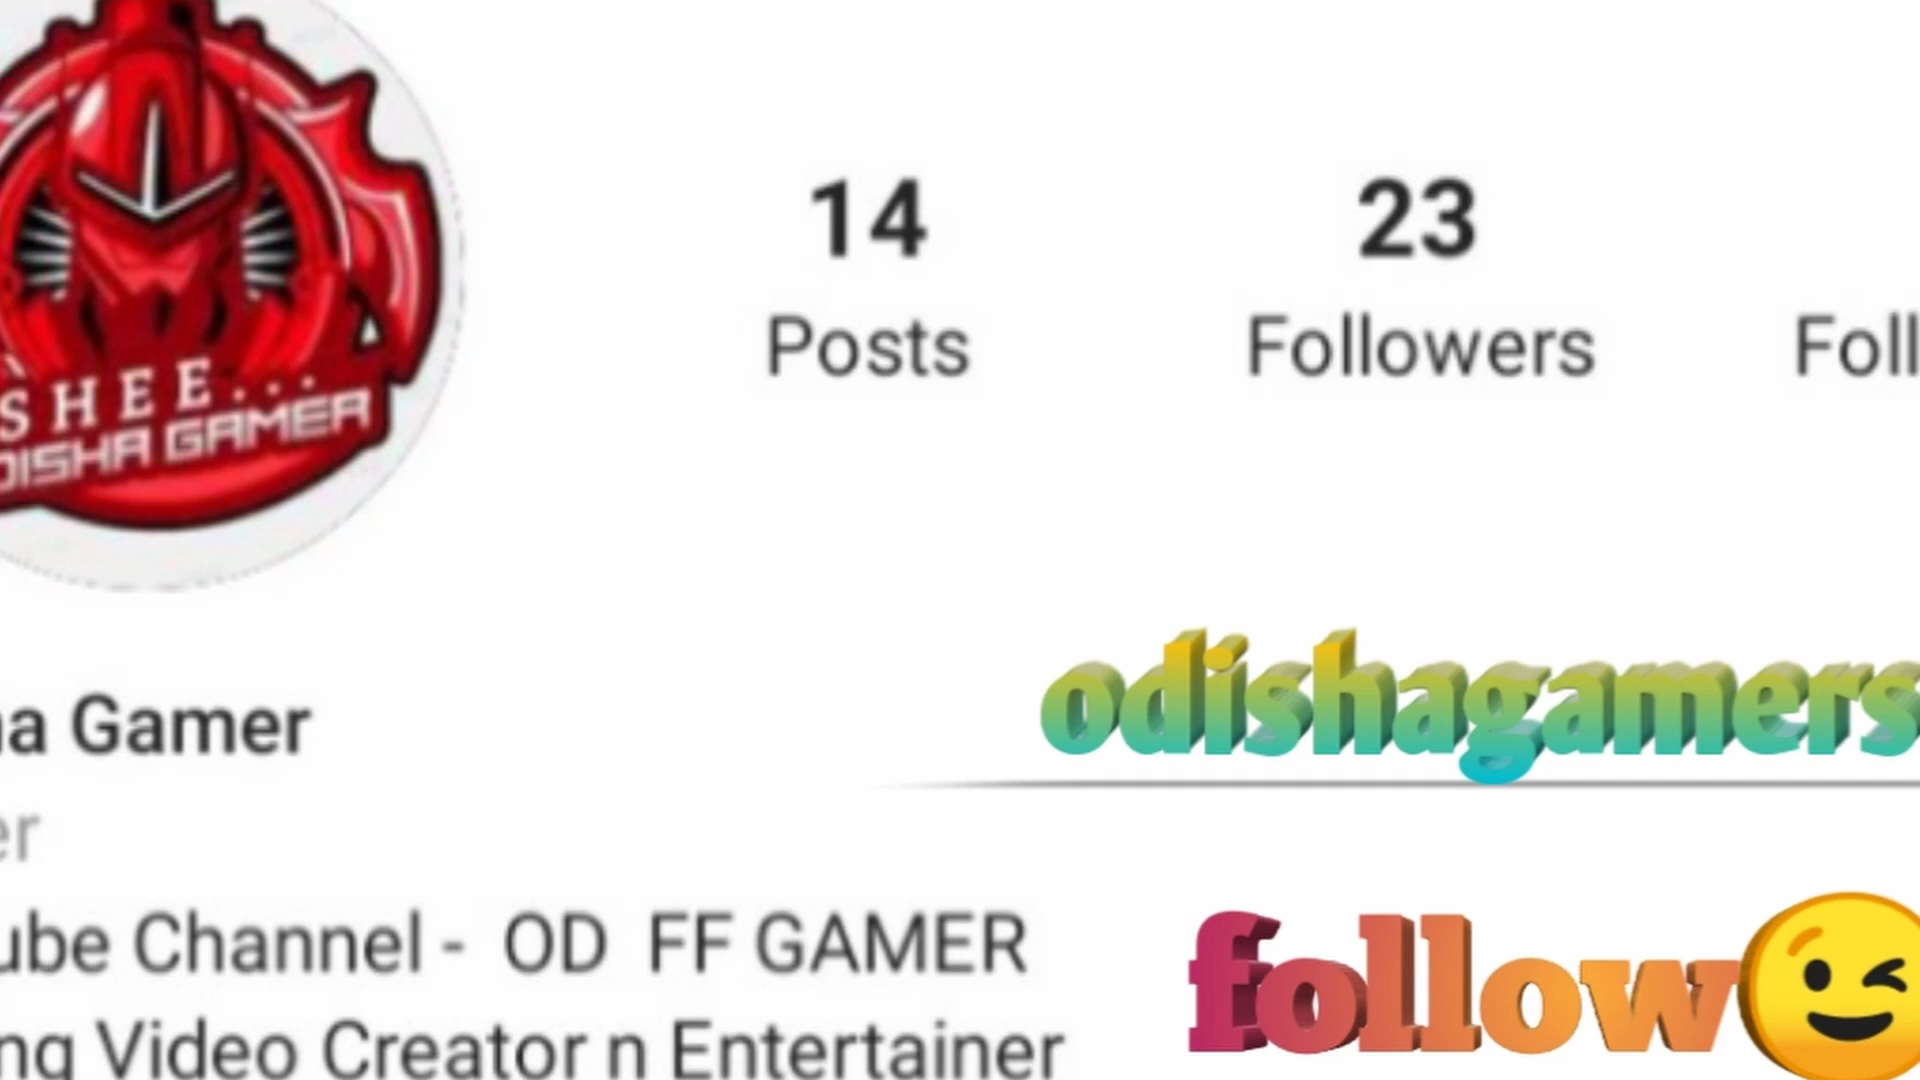 SHEE...
DISHA GAMER
14
Posts
23
Followers
Foll
odishagamers
a Gamer
er
ube Channel - OD FF GAMER
follow😉
ng Video Creator n Entertainer